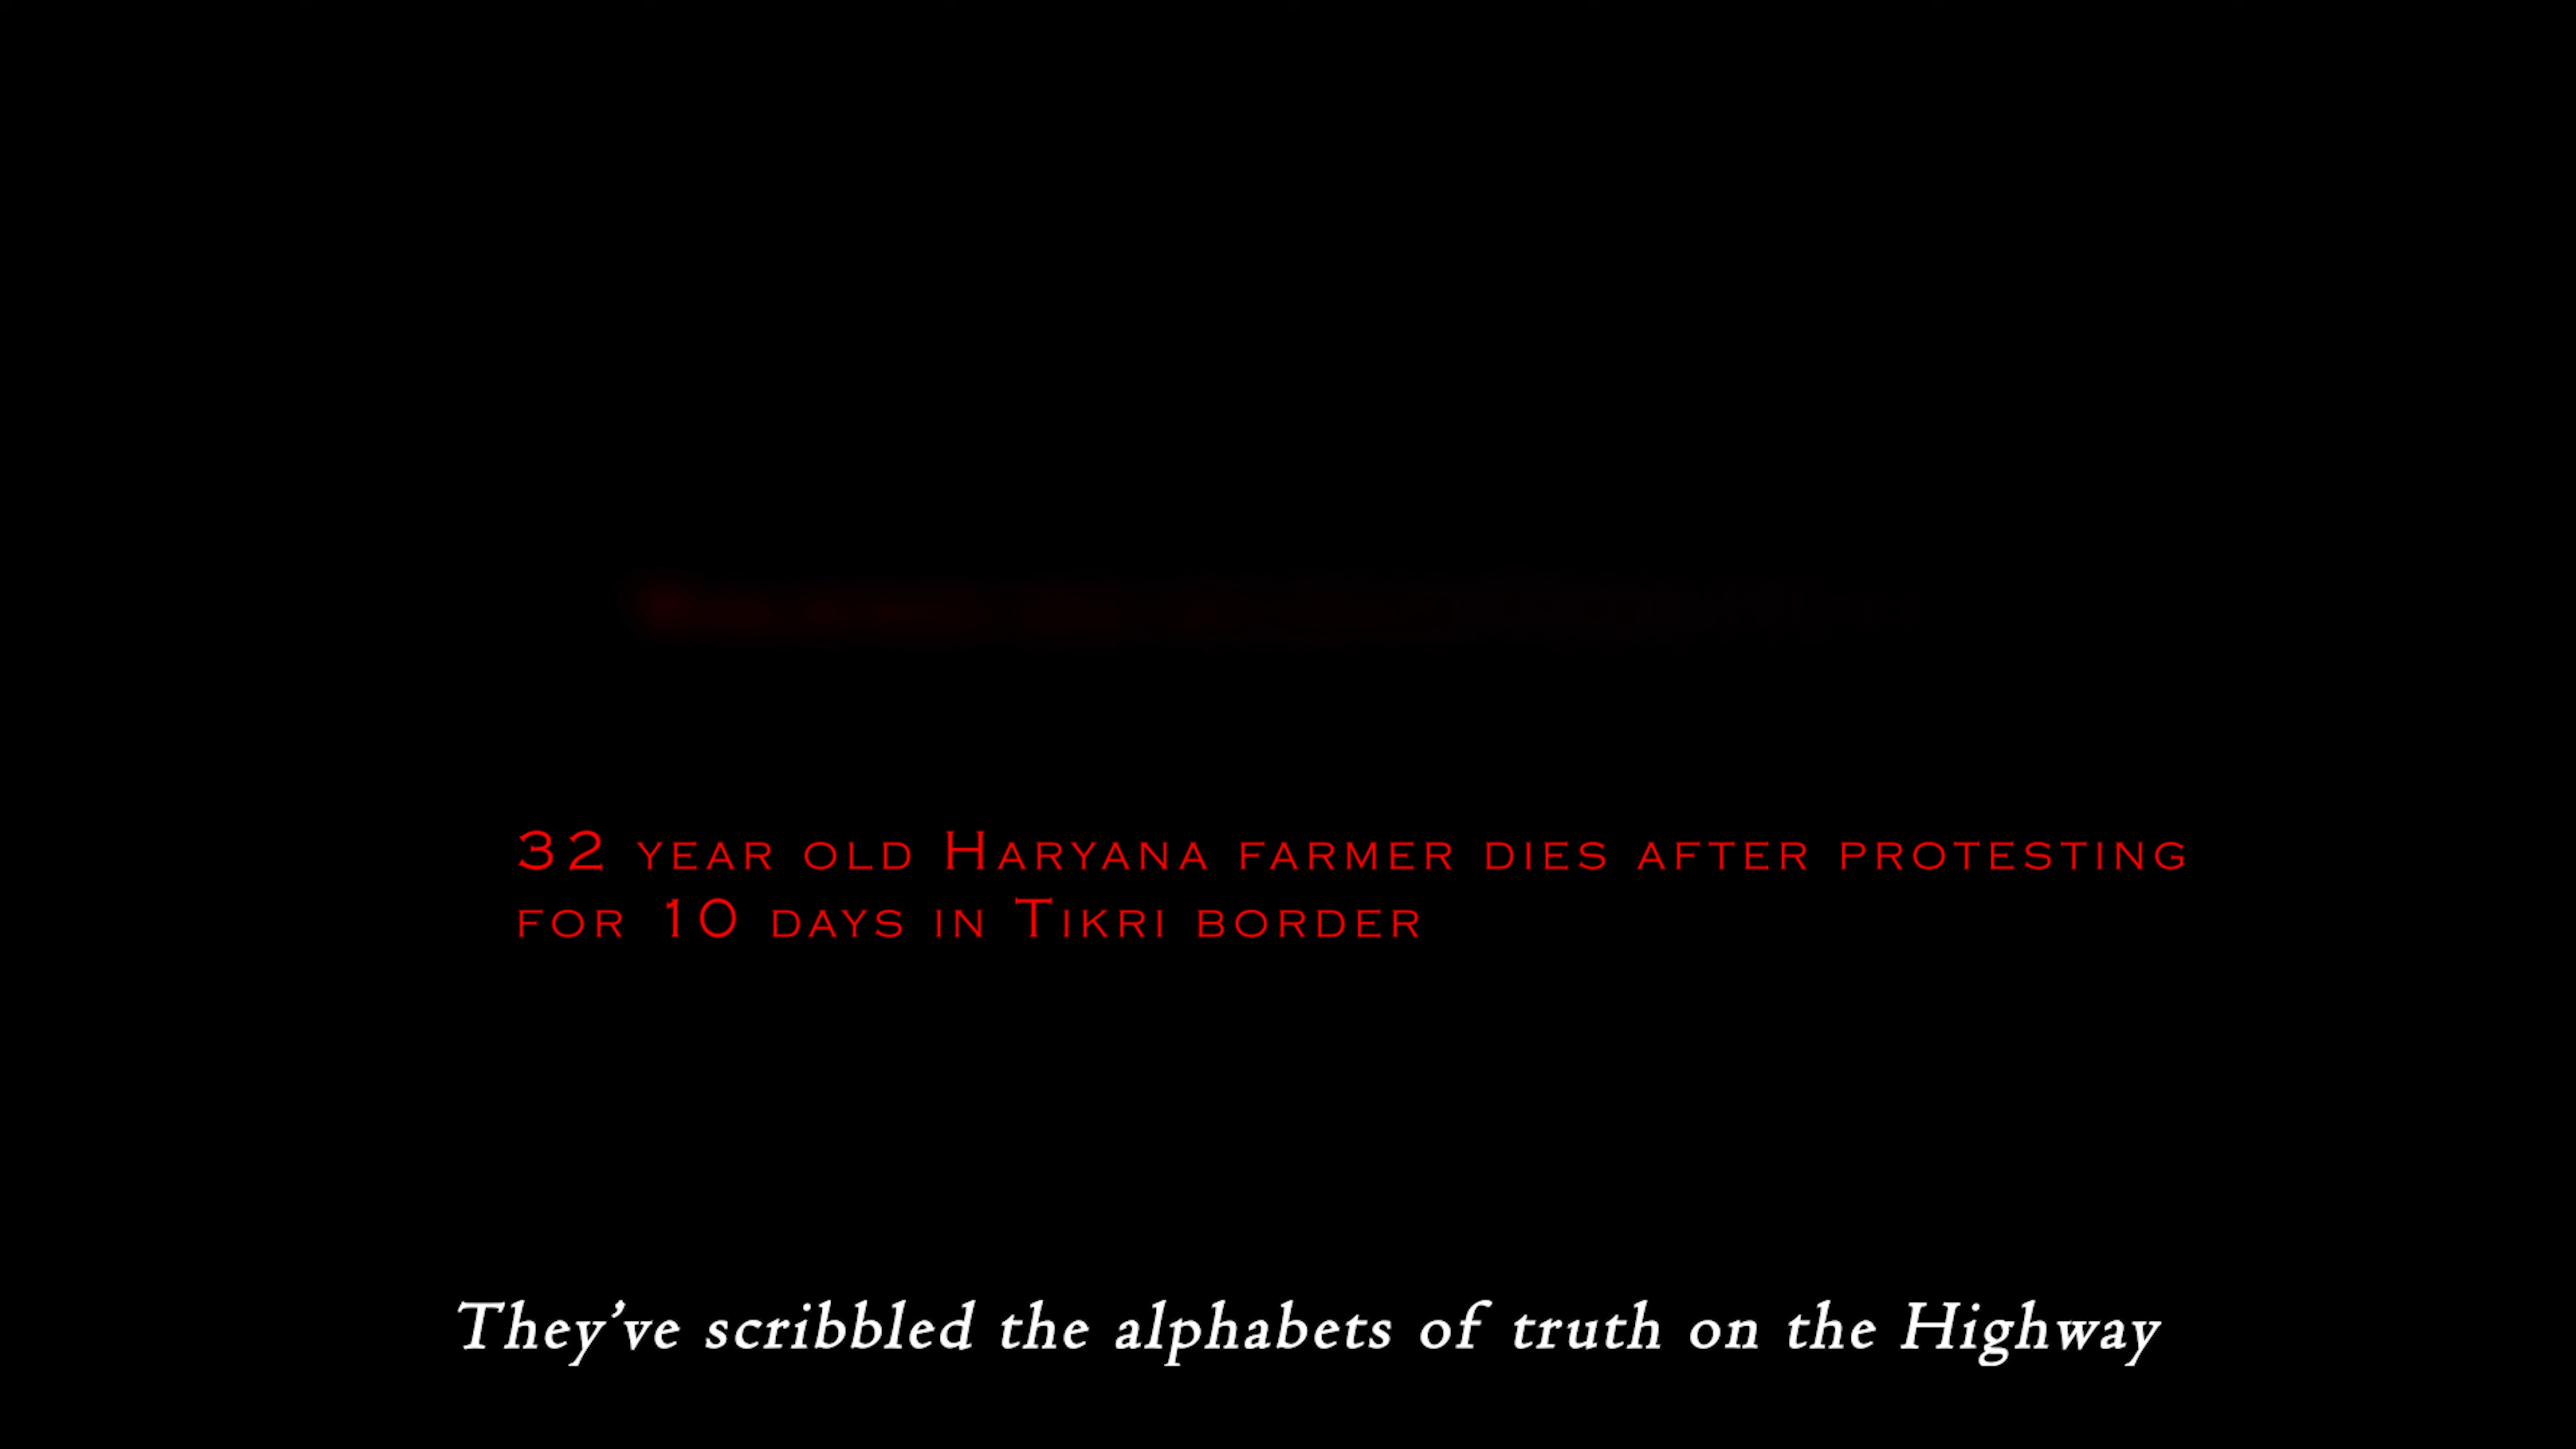 32 year old Haryana farmer dies after protesting
for 10 days in Tikri border
They've scribbled the alphabets of truth on the Highway